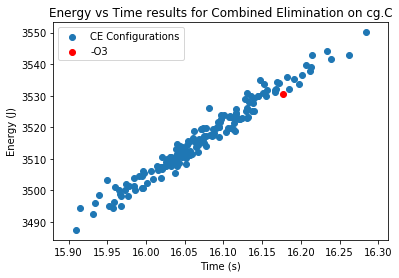 Energy vs Time results for Combined Elimination on cg.C
CE Configurations
-O3
Energy (J)
3550
3540
3530
3520
3510
3500
3490
15.90 15.95 16.00 16.05 16.10 16.15 16.20 16.25 16.30
Time (s)